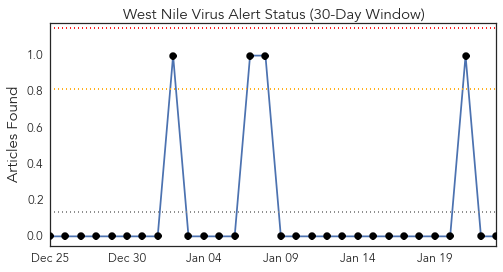 West Nile Virus Alert Status (30-Day Window)
Articles Found
1.0
0.8
0.6
0.4
0.2
0.0
Dec 25 Dec 30 Jan 04 Jan 09 Jan 14 Jan 19